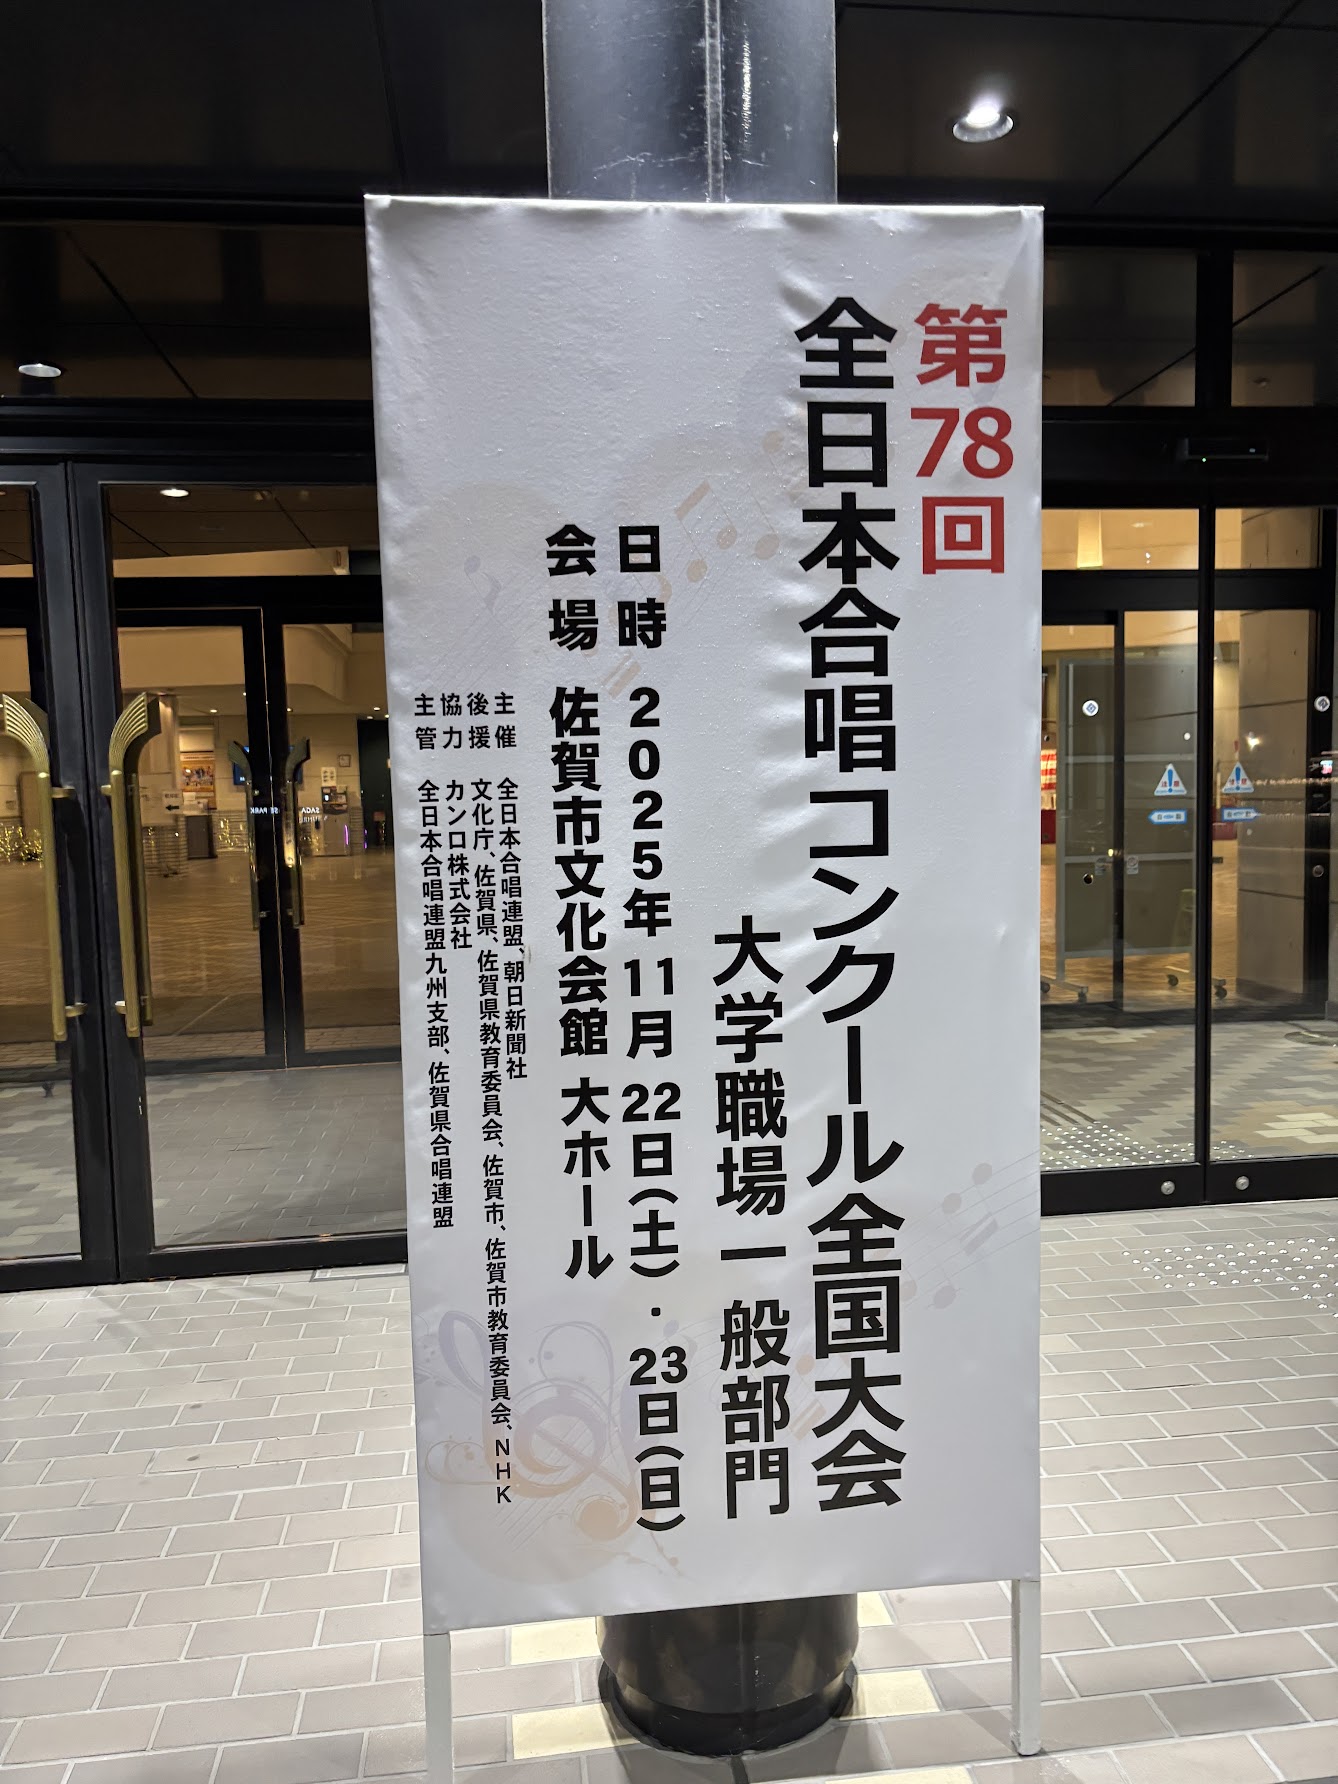 第78回
全日本合唱コンクール全国大会
大学職場一般部門
日時 2025年11月22日(土)・23日(日)
会場 佐賀市文化会館 大ホール
主催 全日本合唱連盟、朝日新聞社
後援 文化庁、佐賀県、佐賀県教育委員会、佐賀市、佐賀市教育委員会、NHK
協力 カンロ株式会社
主管 全日本合唱連盟九州支部、佐賀県合唱連盟